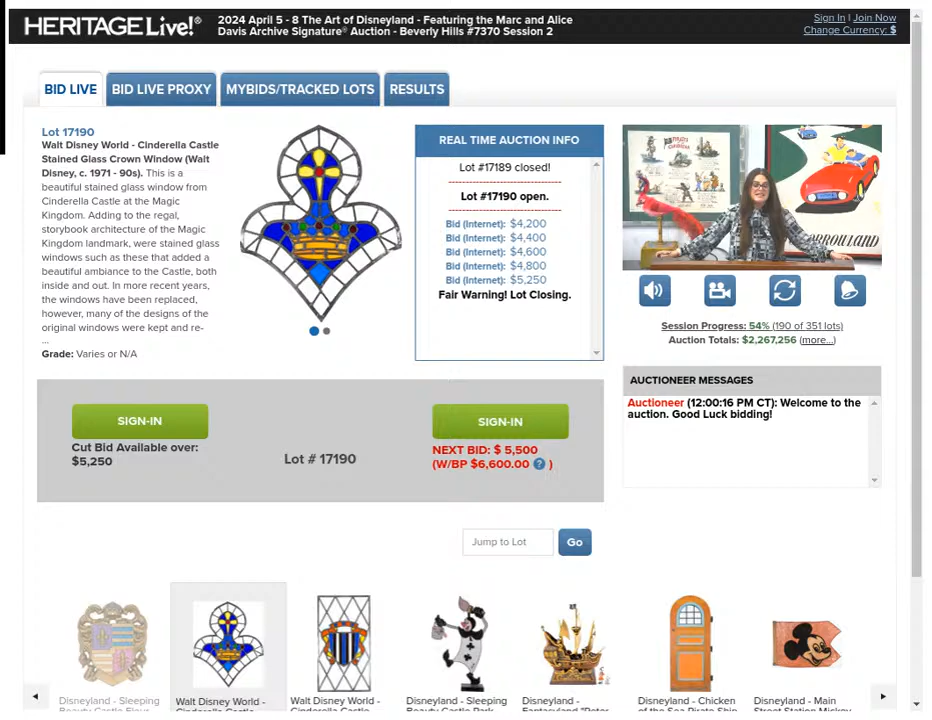 HERITAGE Live!®
2024 April 5 - 8 The Art of Disneyland - Featuring the Marc and Alice
Davis Archive Signature® Auction - Beverly Hills #7370 Session 2
Sign In | Join Now
Change Currency: $
BID LIVE
BID LIVE PROXY
MYBIDS/TRACKED LOTS
RESULTS
Lot 17190
Walt Disney World - Cinderella Castle
Stained Glass Crown Window (Walt
Disney, c. 1971 - 90s). This is a
beautiful stained glass window from
Cinderella Castle at the Magic
Kingdom. Adding to the regal,
storybook architecture of the Magic
Kingdom landmark, were stained glass
windows such as these that added a
beautiful ambiance to the Castle, both
inside and out. In more recent years,
the windows have been replaced,
however, many of the designs of the
original windows were kept and re-
...
Grade: Varies or N/A
REAL TIME AUCTION INFO
Lot #17189 closed!
Lot #17190 open.
Bid (Internet): $4,200
Bid (Internet): $4,400
Bid (Internet): $4,600
Bid (Internet): $4,800
Bid (Internet): $5,250
Fair Warning! Lot Closing.
Session Progress: 54% (190 of 351 lots)
Auction Totals: $2,267,256 (more...)
AUCTIONEER MESSAGES
Auctioneer (12:00:16 PM CT): Welcome to the
auction. Good Luck bidding!
SIGN-IN
Cut Bid Available over:
$5,250
Lot # 17190
SIGN-IN
NEXT BID: $ 5,500
(W/BP $6,600.00 ? )
Jump to Lot
Go
Disneyland - Sleeping
Walt Disney World -
Walt Disney World -
Disneyland - Sleeping
Disneyland -
Disneyland - Chicken
Disneyland - Main